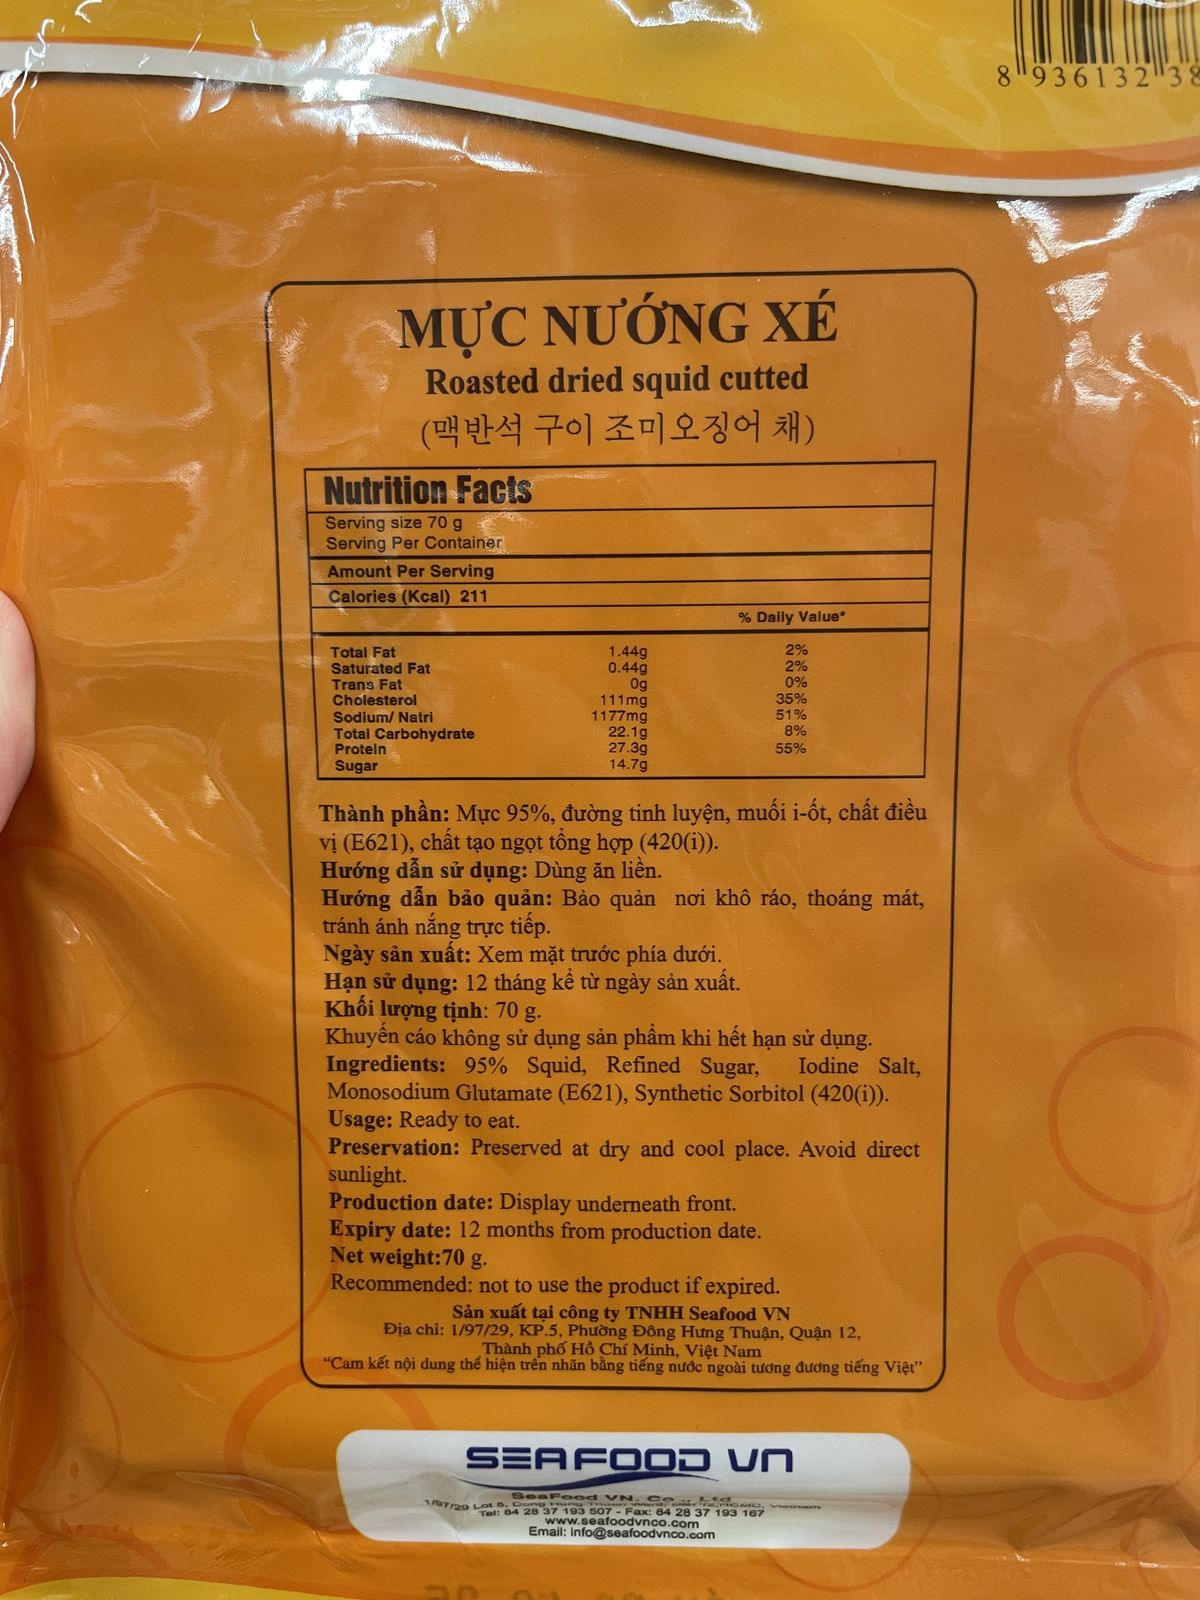 8 936132 38
MỰC NƯỚNG XÉ
Roasted dried squid cutted
(맥반석 구이 조미오징어 채)
Nutrition Facts
Serving size 70 g
Serving Per Container
Amount Per Serving
Calories (Kcal) 211
% Daily Value*
Total Fat 1.44g 2%
Saturated Fat 0.44g 2%
Trans Fat 0g 0%
Cholesterol 111mg 35%
Sodium/ Natri 1177mg 51%
Total Carbohydrate 22.1g 8%
Protein 27.3g 55%
Sugar 14.7g
Thành phần: Mực 95%, đường tinh luyện, muối i-ốt, chất điều
vị (E621), chất tạo ngọt tổng hợp (420(i)).
Hướng dẫn sử dụng: Dùng ăn liền.
Hướng dẫn bảo quản: Bảo quản nơi khô ráo, thoáng mát,
tránh ánh nắng trực tiếp.
Ngày sản xuất: Xem mặt trước phía dưới.
Hạn sử dụng: 12 tháng kể từ ngày sản xuất.
Khối lượng tịnh: 70 g.
Khuyến cáo không sử dụng sản phẩm khi hết hạn sử dụng.
Ingredients: 95% Squid, Refined Sugar, Iodine Salt,
Monosodium Glutamate (E621), Synthetic Sorbitol (420(i)).
Usage: Ready to eat.
Preservation: Preserved at dry and cool place. Avoid direct
sunlight.
Production date: Display underneath front.
Expiry date: 12 months from production date.
Net weight:70 g.
Recommended: not to use the product if expired.
Sản xuất tại công ty TNHH Seafood VN
Địa chỉ: 1/97/29, KP.5, Phường Đông Hưng Thuận, Quận 12,
Thành phố Hồ Chí Minh, Việt Nam
“Cam kết nội dung thể hiện trên nhãn bằng tiếng nước ngoài tương đương tiếng Việt”
SEAFOOD VN
SeaFood VN. Co ., Ltd
1/97/29 Lot 5, Dong Hung Thuan HCMC, Vietnam
Tel: 84 28 37 193 507 - Fax: 84 28 37 193 167
www.seafoodvnco.com
Email: info@seafoodvnco.com